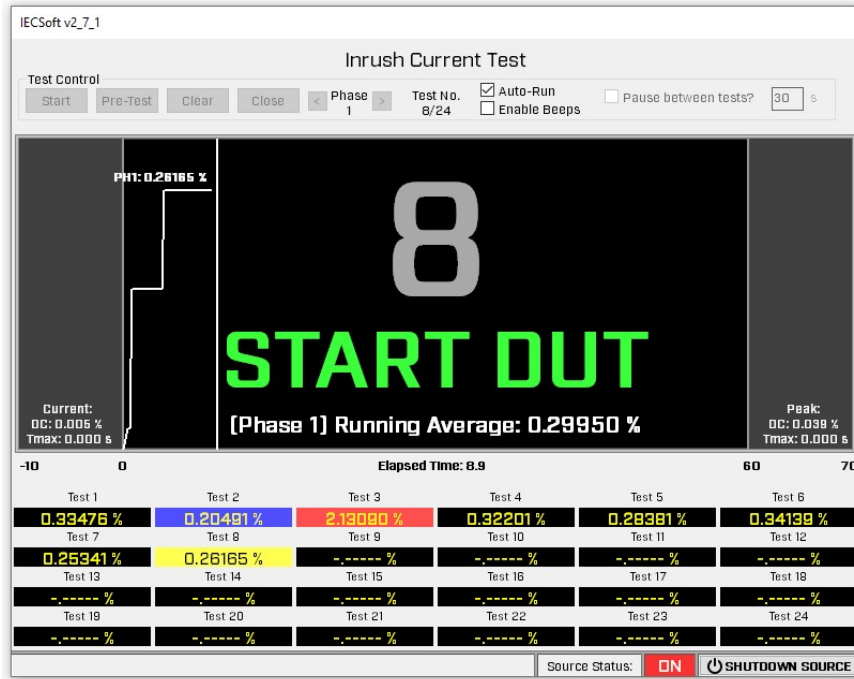 IECSoft v2_7_1
Inrush Current Test
Test Control
Start Pre-Test Clear Close < Phase > Test No. Auto-Run Pause between tests? 30 s
1 8/24 Enable Beeps
PH1: 0.26165 %
8
START DUT
[Phase 1] Running Average: 0.29950 %
Current:
DC: 0.005 %
Tmax: 0.000 s
Peak:
DC: 0.039 %
Tmax: 0.000 s
-10 0 Elapsed Time: 8.9 60 70
Test 1 Test 2 Test 3 Test 4 Test 5 Test 6
0.33476 % 0.20491 % 2.13090 % 0.32201 % 0.28381 % 0.34139 %
Test 7 Test 8 Test 9 Test 10 Test 11 Test 12
0.25341 % 0.26165 % -.----- % -.----- % -.----- % -.----- %
Test 13 Test 14 Test 15 Test 16 Test 17 Test 18
-.----- % -.----- % -.----- % -.----- % -.----- % -.----- %
Test 19 Test 20 Test 21 Test 22 Test 23 Test 24
-.----- % -.----- % -.----- % -.----- % -.----- % -.----- %
Source Status: ON SHUTDOWN SOURCE